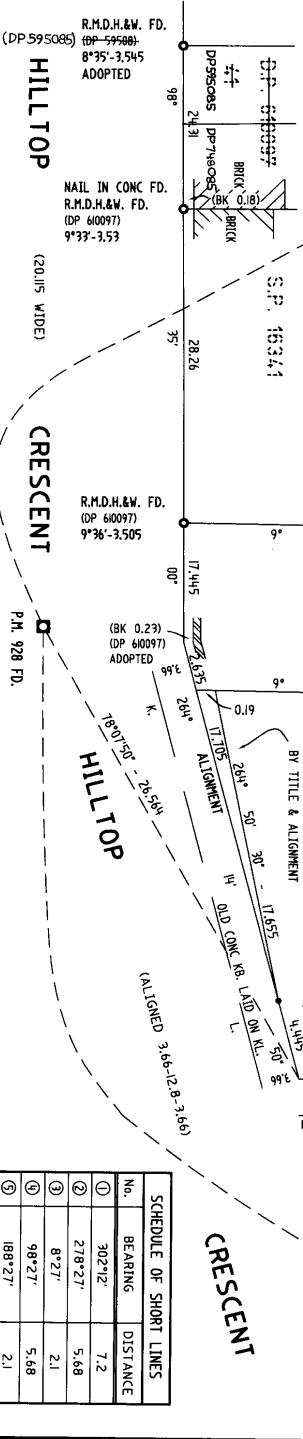 R.M.D.H.&W. FD.
(DP 595085)
(DP 59508)
8°35'-3.545
ADOPTED
HILLTOP
98°
24.31
DP595085
DP748085
D.P. 610097
BRICK
(BK 0.18)
BRICK
NAIL IN CONC FD.
R.M.D.H.&W. FD.
(DP 610097)
9°33'-3.53
(20.115 WIDE)
S.P. 16341
35'
28.26
CRESCENT
R.M.D.H.&W. FD.
(DP 610097)
9°36'-3.505
9°
00"
17.445
P.M. 928 FD.
(BK 0.23)
(DP 610097)
ADOPTED
2.635
3.66
9°
0.19
K.
264°
17.705
264°
BY TITLE & ALIGNMENT
ALIGNMENT
78°07'50" - 26.564
HILLTOP
50'
30"
-
17.655
14'
OLD CONC KB. LAID ON KL.
50"
L.
3.66
4.445
(ALIGNED 3.66-12.8-3.66)
CRESCENT
SCHEDULE OF SHORT LINES
No. BEARING DISTANCE
① 302°12' 7.2
② 278°27' 5.68
③ 8°27' 2.1
④ 98°27' 5.68
⑤ 188°27' 2.1